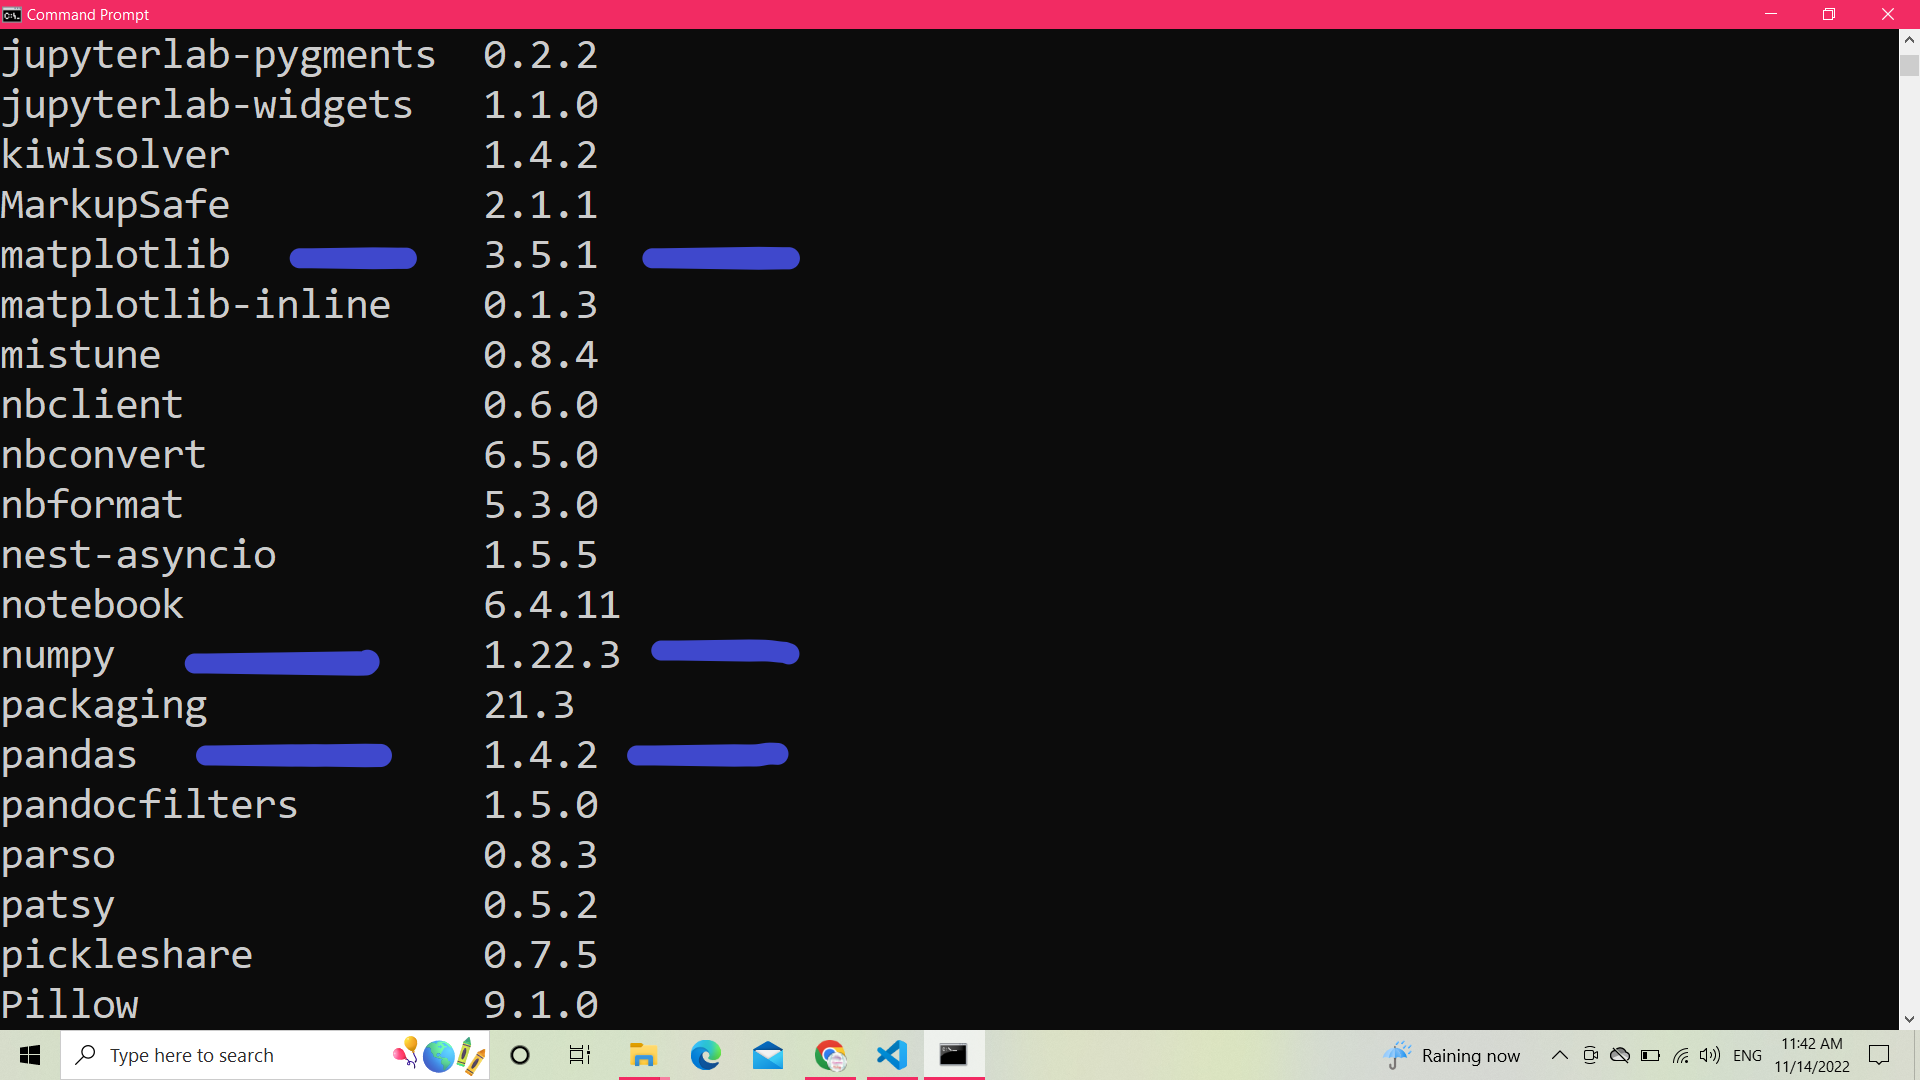 Command Prompt
jupyterlab-pygments 0.2.2
jupyterlab-widgets 1.1.0
kiwisolver 1.4.2
MarkupSafe 2.1.1
matplotlib 3.5.1
matplotlib-inline 0.1.3
mistune 0.8.4
nbclient 0.6.0
nbconvert 6.5.0
nbformat 5.3.0
nest-asyncio 1.5.5
notebook 6.4.11
numpy 1.22.3
packaging 21.3
pandas 1.4.2
pandocfilters 1.5.0
parso 0.8.3
patsy 0.5.2
pickleshare 0.7.5
Pillow 9.1.0
Type here to search Raining now ENG 11:42 AM
11/14/2022